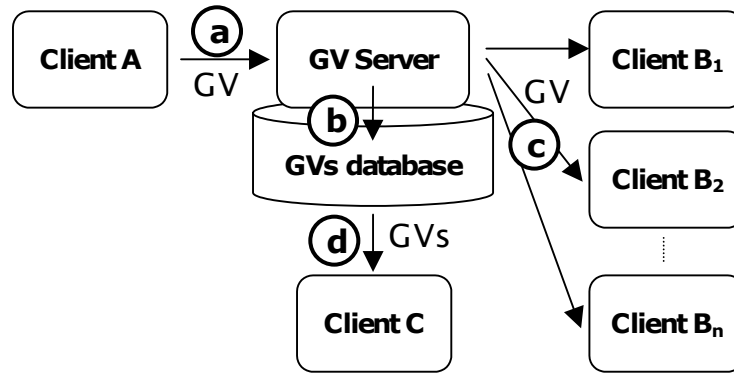 Client A
a
GV
GV Server
b
GVs database
GV
c
Client B₁
Client B₂
Client Bₙ
d
GVs
Client C